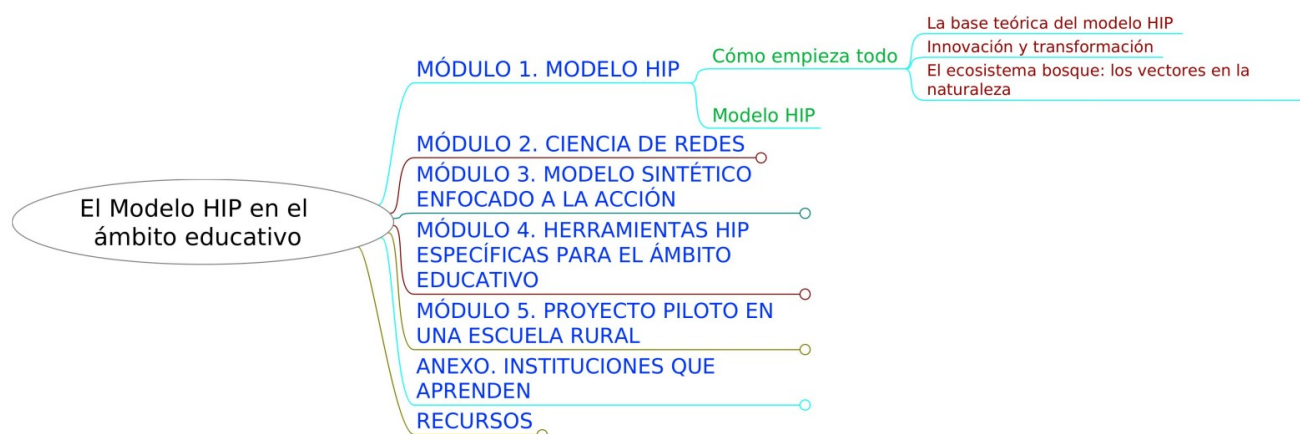 El Modelo HIP en el
ámbito educativo
MÓDULO 1. MODELO HIP
Cómo empieza todo
La base teórica del modelo HIP
Innovación y transformación
El ecosistema bosque: los vectores en la
naturaleza
Modelo HIP
MÓDULO 2. CIENCIA DE REDES
MÓDULO 3. MODELO SINTÉTICO
ENFOCADO A LA ACCIÓN
MÓDULO 4. HERRAMIENTAS HIP
ESPECÍFICAS PARA EL ÁMBITO
EDUCATIVO
MÓDULO 5. PROYECTO PILOTO EN
UNA ESCUELA RURAL
ANEXO. INSTITUCIONES QUE
APRENDEN
RECURSOS